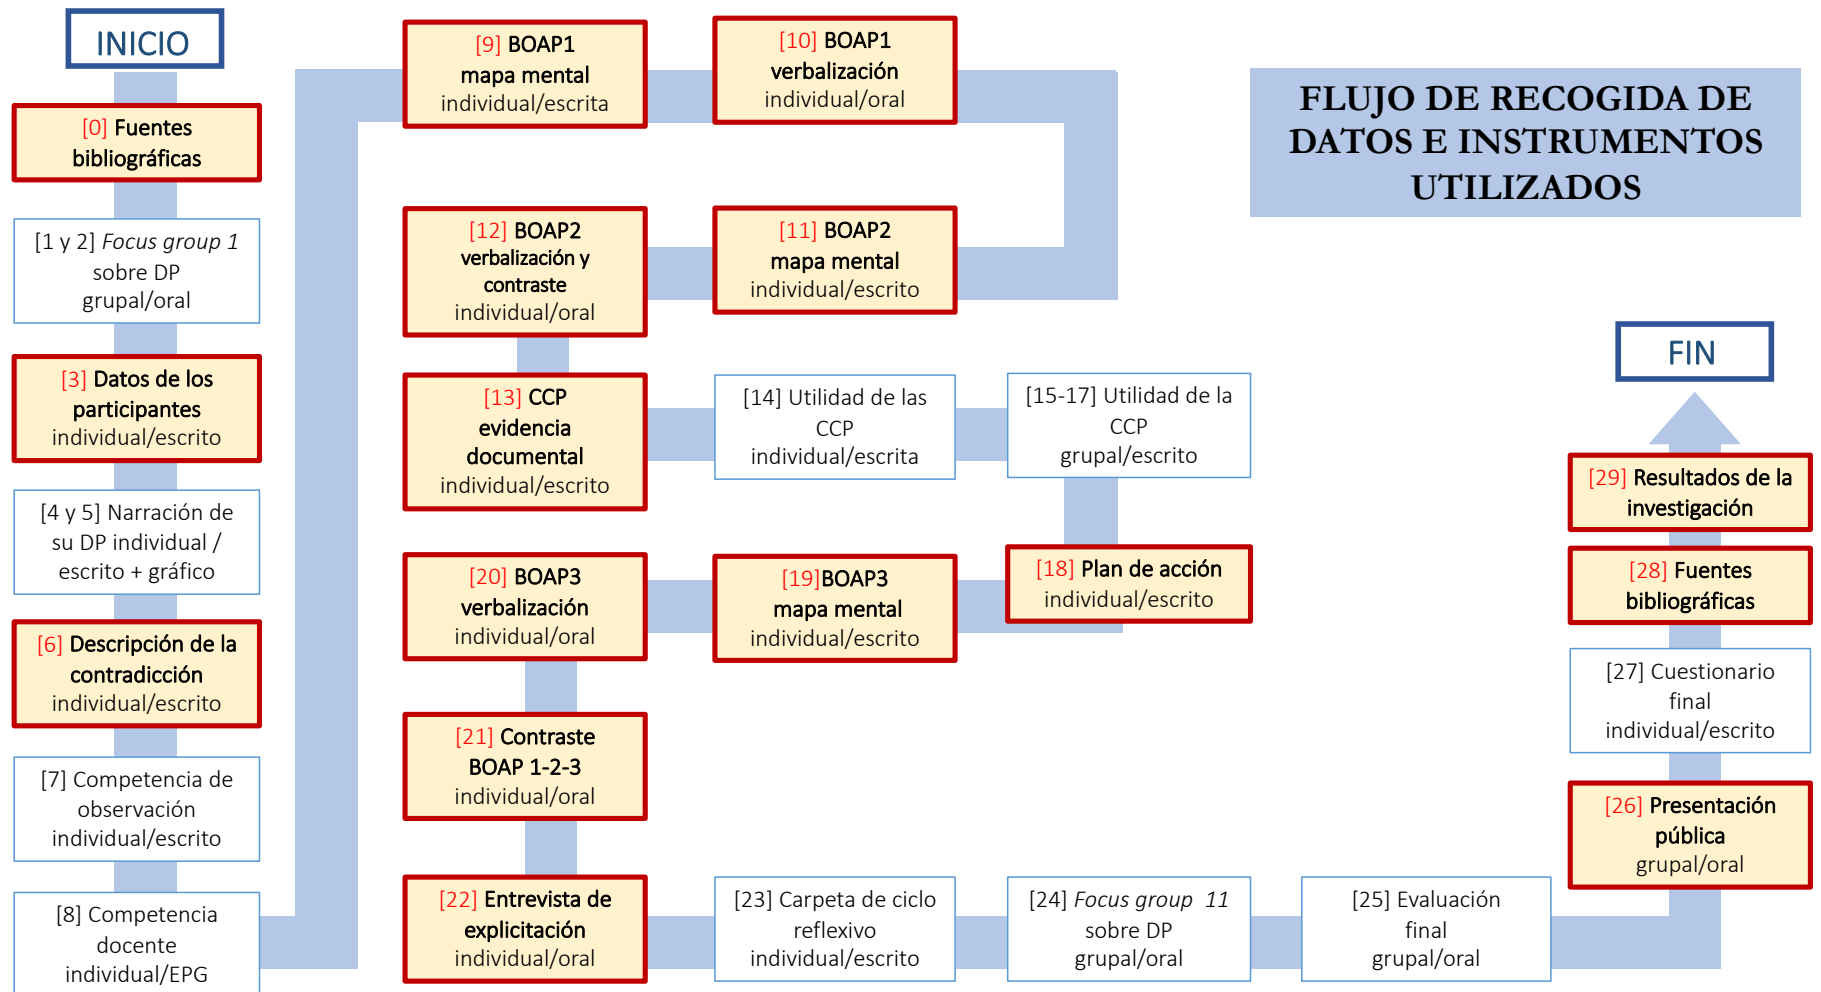 INICIO
[0] Fuentes
bibliográficas
[1 y 2] Focus group 1
sobre DP
grupal/oral
[3] Datos de los
participantes
individual/escrito
[4 y 5] Narración de
su DP individual /
escrito + gráfico
[6] Descripción de la
contradicción
individual/escrito
[7] Competencia de
observación
individual/escrito
[8] Competencia
docente
individual/EPG
[9] BOAP1
mapa mental
individual/escrita
[10] BOAP1
verbalización
individual/oral
FLUJO DE RECOGIDA DE
DATOS E INSTRUMENTOS
UTILIZADOS
[12] BOAP2
verbalización y
contraste
individual/oral
[11] BOAP2
mapa mental
individual/escrito
[13] CCP
evidencia
documental
individual/escrito
[14] Utilidad de las
CCP
individual/escrita
[15-17] Utilidad de la
CCP
grupal/escrito
[20] BOAP3
verbalización
individual/oral
[19]BOAP3
mapa mental
individual/escrito
[18] Plan de acción
individual/escrito
[21] Contraste
BOAP 1-2-3
individual/oral
[22] Entrevista de
explicitación
individual/oral
[23] Carpeta de ciclo
reflexivo
individual/escrito
[24] Focus group 11
sobre DP
grupal/oral
[25] Evaluación
final
grupal/oral
FIN
[29] Resultados de la
investigación
[28] Fuentes
bibliográficas
[27] Cuestionario
final
individual/escrito
[26] Presentación
pública
grupal/oral